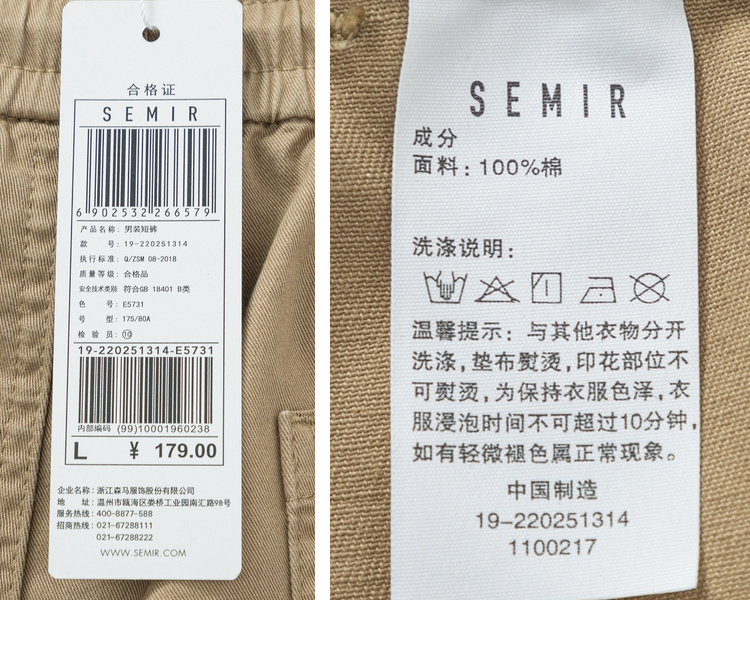 合格证
SEMIR
6 902532 266579
产品名称: 男装短裤
款 号: 19-220251314
执行标准: Q/ZSM 08-2018
质量等级: 合格品
安全技术类别 符合GB 18401 B类
色 号: E5731
号 型: 175/80A
检 验 员: ⑩
19-220251314-E5731
内部编码 (99)10001960238
L ¥ 179.00
企业名称: 浙江森马服饰股份有限公司
地 址: 温州市瓯海区娄桥工业园南汇路98号
服务热线: 400-8877-588
招商热线: 021-67288111
021-67288222
WWW.SEMIR.COM
SEMIR
成分
面料: 100%棉
洗涤说明:
温馨提示: 与其他衣物分开
洗涤,垫布熨烫,印花部位不
可熨烫,为保持衣服色泽,衣
服浸泡时间不可超过10分钟,
如有轻微褪色属正常现象。
中国制造
19-220251314
1100217